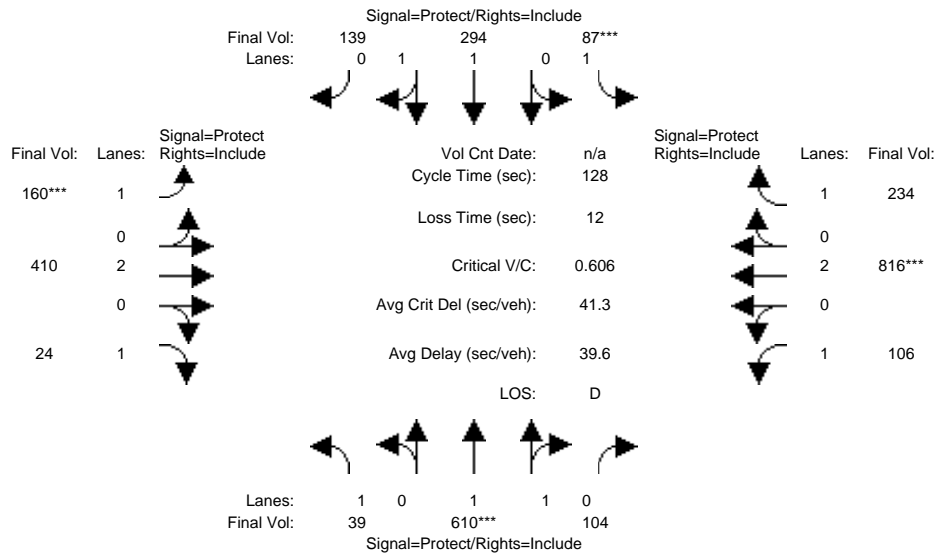 Signal=Protect/Rights=Include
Final Vol: 139 294 87***
Lanes: 0 1 1 0 1
Signal=Protect
Final Vol: Lanes: Rights=Include
Vol Cnt Date: n/a
Signal=Protect
Rights=Include Lanes: Final Vol:
Cycle Time (sec): 128
160*** 1
1 234
Loss Time (sec): 12
0
0
410 2
Critical V/C: 0.606
2 816***
0
Avg Crit Del (sec/veh): 41.3
0
24 1
Avg Delay (sec/veh): 39.6
1 106
LOS: D
Lanes: 1 0 1 1 0
Final Vol: 39 610*** 104
Signal=Protect/Rights=Include